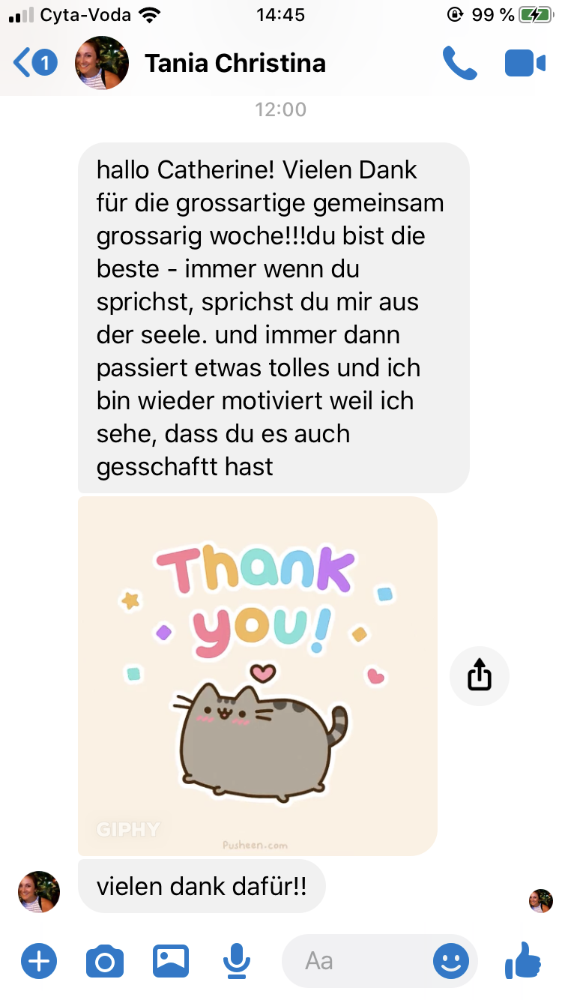 Cyta-Voda 14:45 99 %
1 Tania Christina
12:00
hallo Catherine! Vielen Dank
für die grossartige gemeinsam
grossarig woche!!!du bist die
beste - immer wenn du
sprichst, sprichst du mir aus
der seele. und immer dann
passiert etwas tolles und ich
bin wieder motiviert weil ich
sehe, dass du es auch
gesschaftt hast
Thank
you!
GIPHY
Pusheen.com
vielen dank dafür!!
Aa